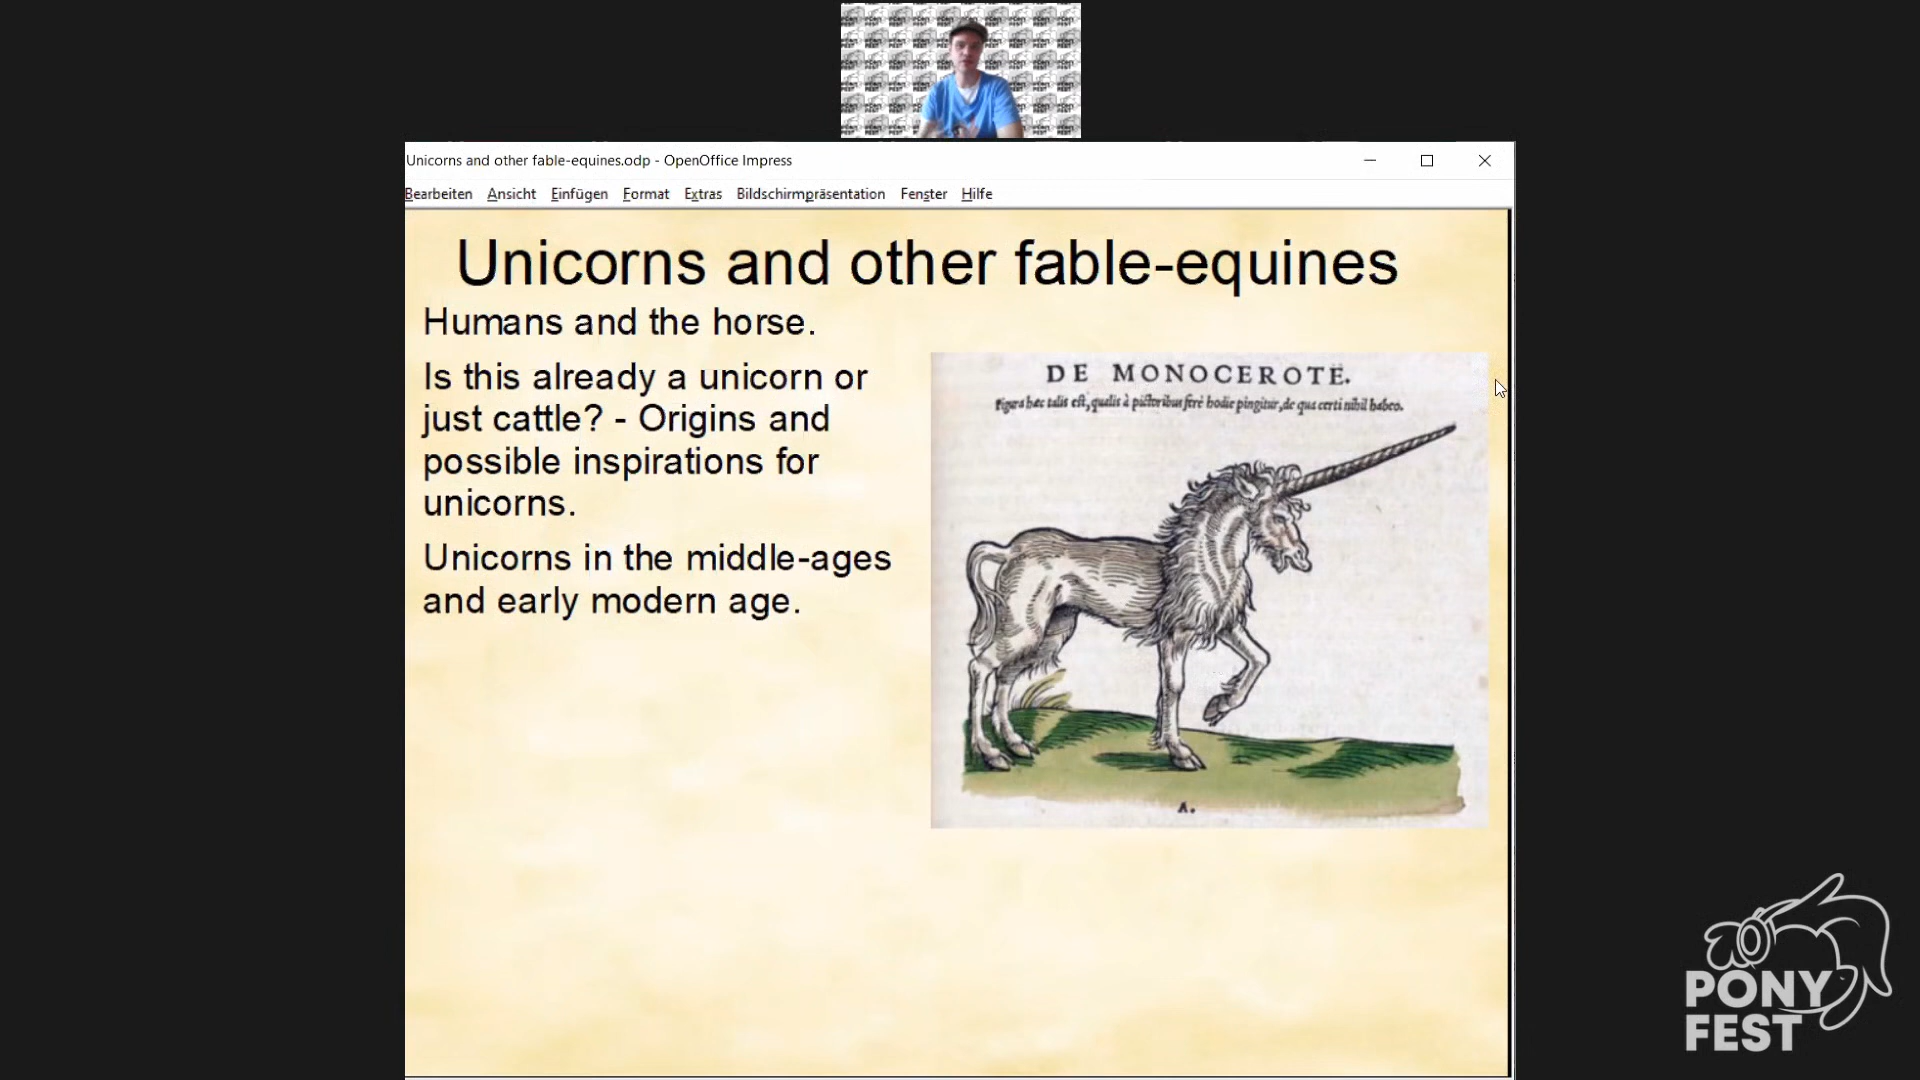 PONY FEST
Unicorns and other fable-equines.odp - OpenOffice Impress
Bearbeiten Ansicht Einfügen Format Extras Bildschirmpräsentation Fenster Hilfe
Unicorns and other fable-equines
Humans and the horse.
Is this already a unicorn or
just cattle? - Origins and
possible inspirations for
unicorns.
Unicorns in the middle-ages
and early modern age.
DE MONOCEROTE.
Figura hæc talis est, qualis à pictoribus ferè hodie pingitur, de qua certi nihil habeo.
A.
PONY
FEST